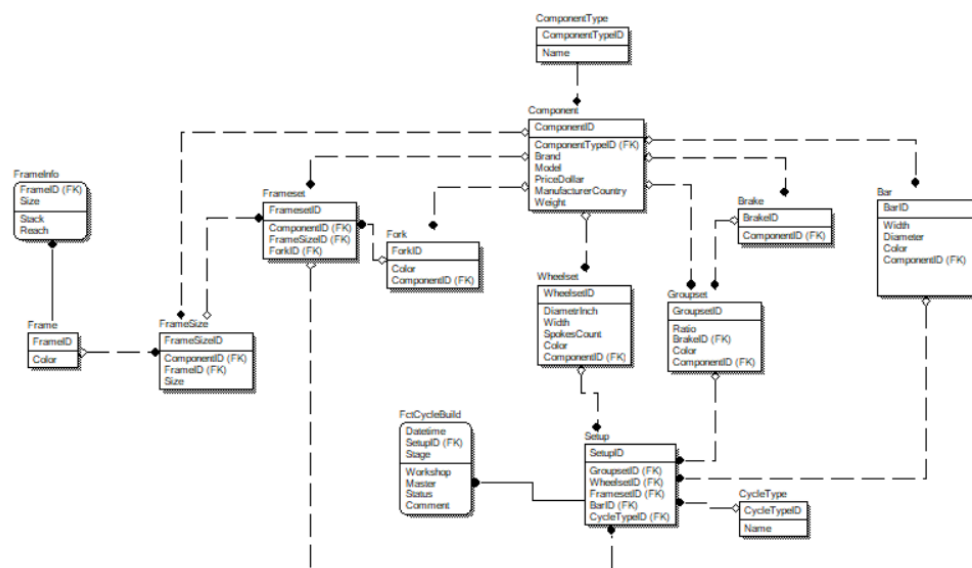 ComponentType
ComponentTypeID
Name
Component
ComponentID
ComponentTypeID (FK)
Brand
Model
PriceDollar
ManufacturerCountry
Weight
FrameInfo
FrameID (FK)
Size
Stack
Reach
Frameset
FramesetID
ComponentID (FK)
FrameSizeID (FK)
ForkID (FK)
Fork
ForkID
Color
ComponentID (FK)
Brake
BrakeID
ComponentID (FK)
Bar
BarID
Width
Diameter
Color
ComponentID (FK)
Wheelset
WheelsetID
DiametrInch
Width
SpokesCount
Color
ComponentID (FK)
Groupset
GroupsetID
Ratio
BrakeID (FK)
Color
ComponentID (FK)
Frame
FrameID
Color
FrameSize
FrameSizeID
ComponentID (FK)
FrameID (FK)
Size
FctCycleBuild
Datetime
SetupID (FK)
Stage
Workshop
Master
Status
Comment
Setup
SetupID
GroupsetID (FK)
WheelsetID (FK)
FramesetID (FK)
BarID (FK)
CycleTypeID (FK)
CycleType
CycleTypeID
Name